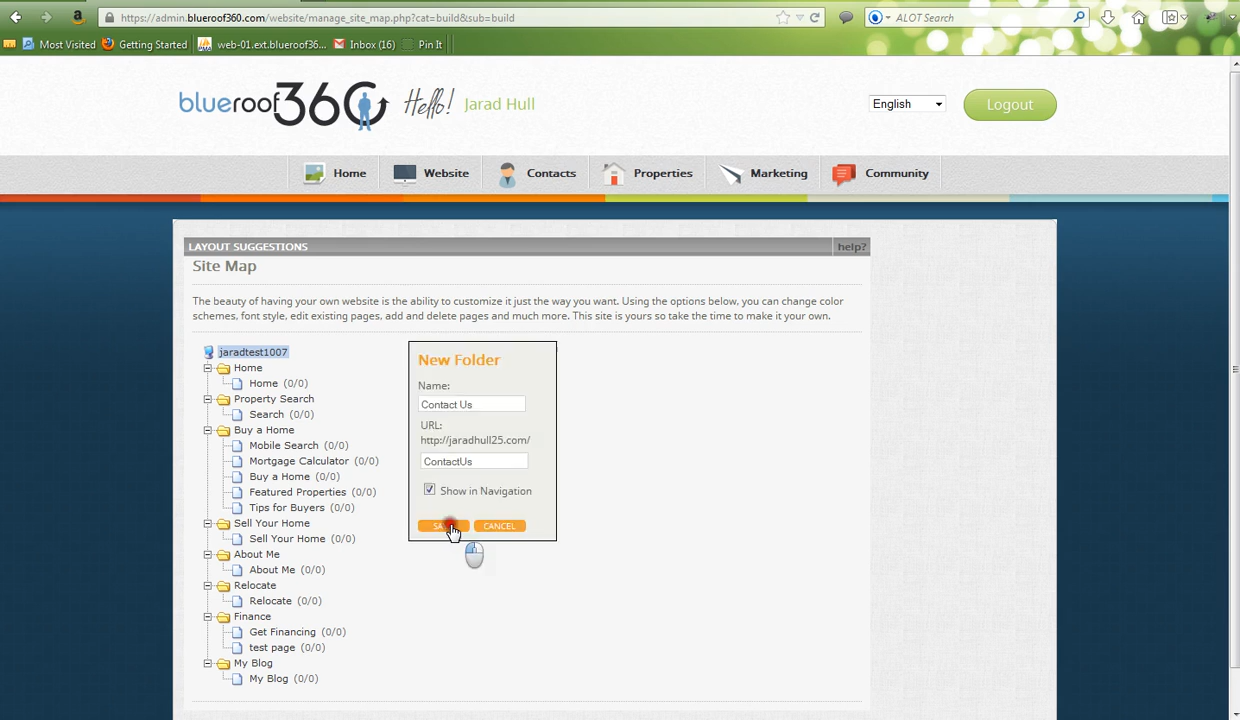 https://admin.blueroof360.com/website/manage_site_map.php?cat=build&sub=build
ALOT Search
Most Visited
Getting Started
web-01.ext.blueroof36...
Inbox (16)
Pin It
blueroof360
Hello! Jarad Hull
English
Logout
Home
Website
Contacts
Properties
Marketing
Community
LAYOUT SUGGESTIONS
help?
Site Map
The beauty of having your own website is the ability to customize it just the way you want. Using the options below, you can change color
schemes, font style, edit existing pages, add and delete pages and much more. This site is yours so take the time to make it your own.
jaradtest1007
Home
Home (0/0)
Property Search
Search (0/0)
Buy a Home
Mobile Search (0/0)
Mortgage Calculator (0/0)
Buy a Home (0/0)
Featured Properties (0/0)
Tips for Buyers (0/0)
Sell Your Home
Sell Your Home (0/0)
About Me
About Me (0/0)
Relocate
Relocate (0/0)
Finance
Get Financing (0/0)
test page (0/0)
My Blog
My Blog (0/0)
New Folder
Name:
Contact Us
URL:
http://jaradhull25.com/
ContactUs
Show in Navigation
CANCEL